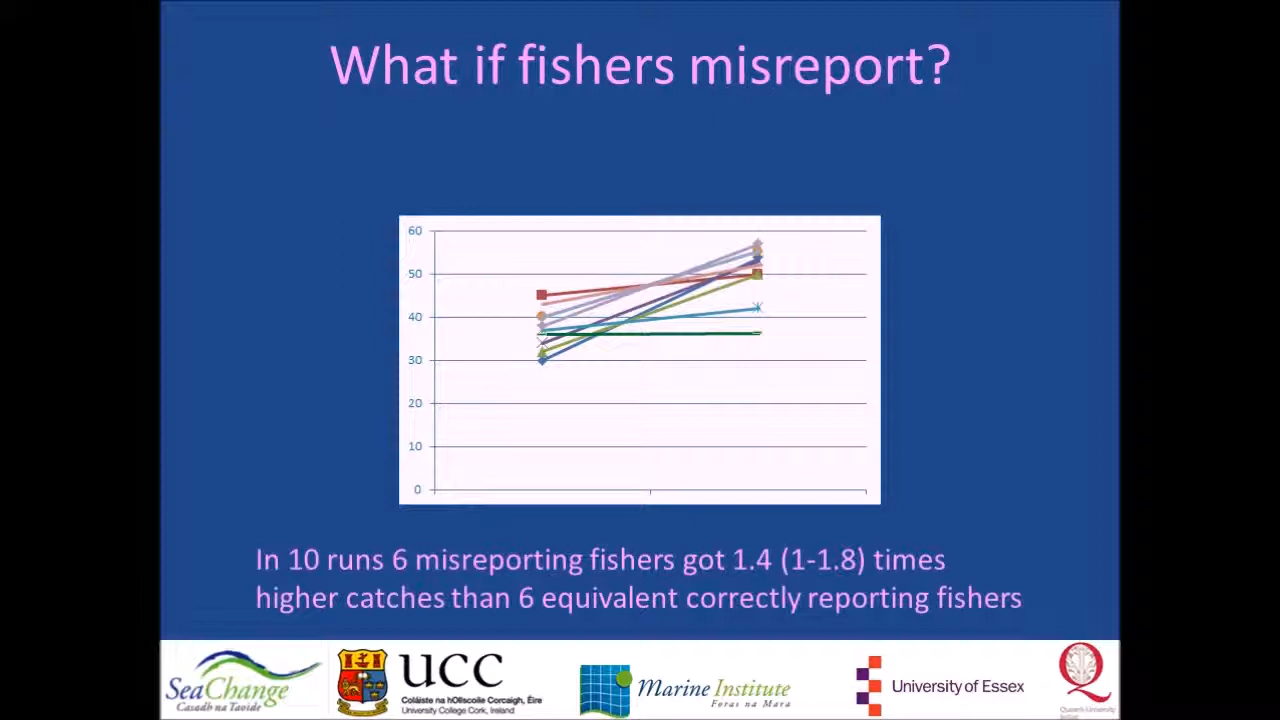 What if fishers misreport?
60
50
40
30
20
10
0
In 10 runs 6 misreporting fishers got 1.4 (1-1.8) times
higher catches than 6 equivalent correctly reporting fishers
SeaChange
Casadh na Taoide
UCC
Coláiste na hOllscoile Corcaigh, Éire
University College Cork, Ireland
Marine Institute
Foras na Mara
University of Essex
Queen's University